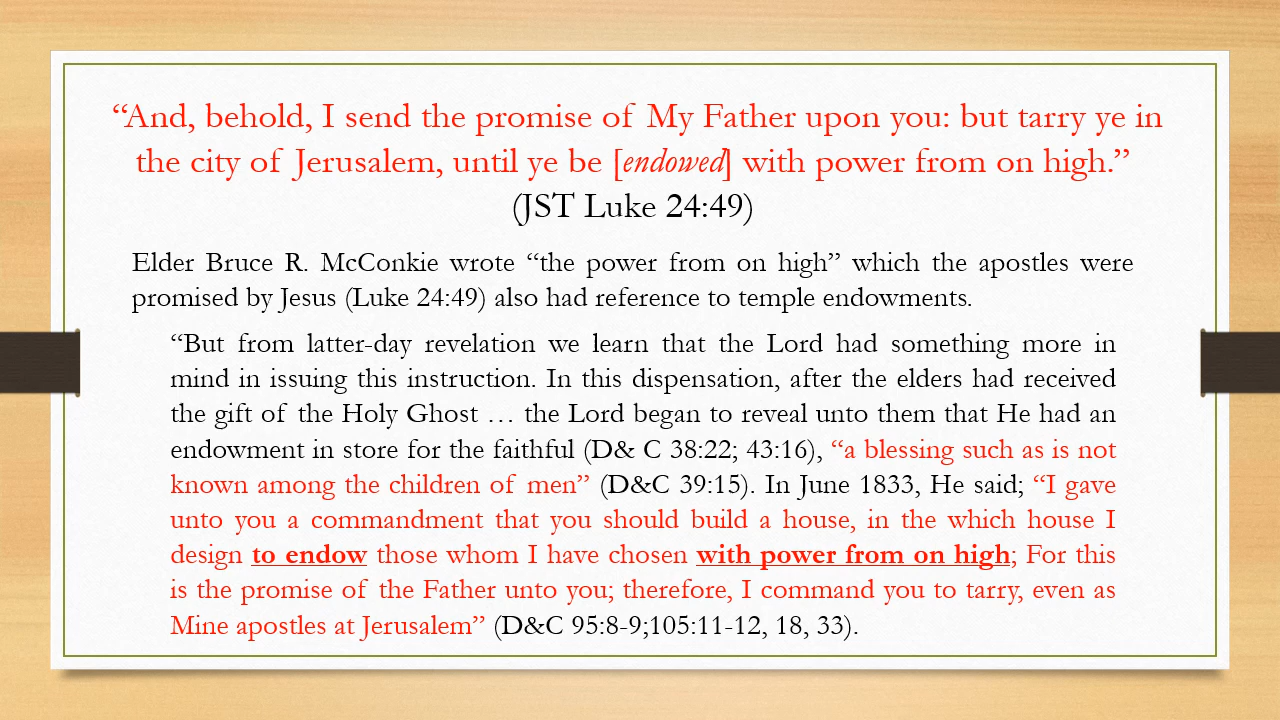 “And, behold, I send the promise of My Father upon you: but tarry ye in
the city of Jerusalem, until ye be [endowed] with power from on high.”
(JST Luke 24:49)
Elder Bruce R. McConkie wrote “the power from on high” which the apostles were
promised by Jesus (Luke 24:49) also had reference to temple endowments.
“But from latter-day revelation we learn that the Lord had something more in
mind in issuing this instruction. In this dispensation, after the elders had received
the gift of the Holy Ghost … the Lord began to reveal unto them that He had an
endowment in store for the faithful (D& C 38:22; 43:16), “a blessing such as is not
known among the children of men” (D&C 39:15). In June 1833, He said; “I gave
unto you a commandment that you should build a house, in the which house I
design to endow those whom I have chosen with power from on high; For this
is the promise of the Father unto you; therefore, I command you to tarry, even as
Mine apostles at Jerusalem” (D&C 95:8-9;105:11-12, 18, 33).